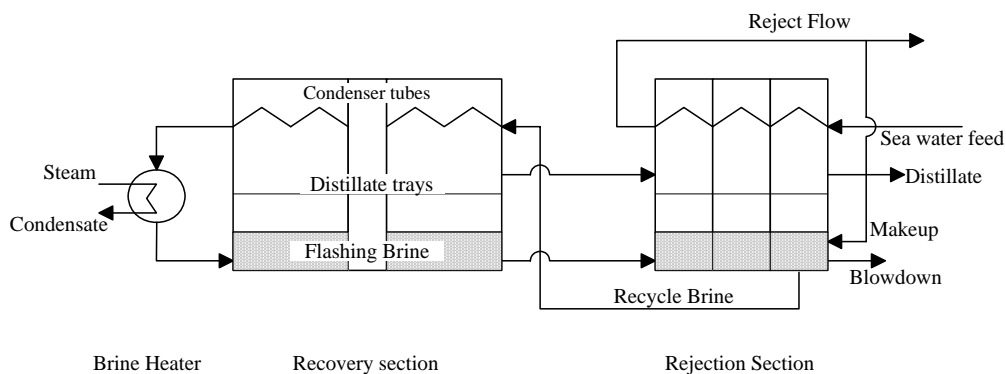 Reject Flow
Condenser tubes
Sea water feed
Steam
Distillate trays
Distillate
Condensate
Makeup
Flashing Brine
Blowdown
Recycle Brine
Brine Heater
Recovery section
Rejection Section